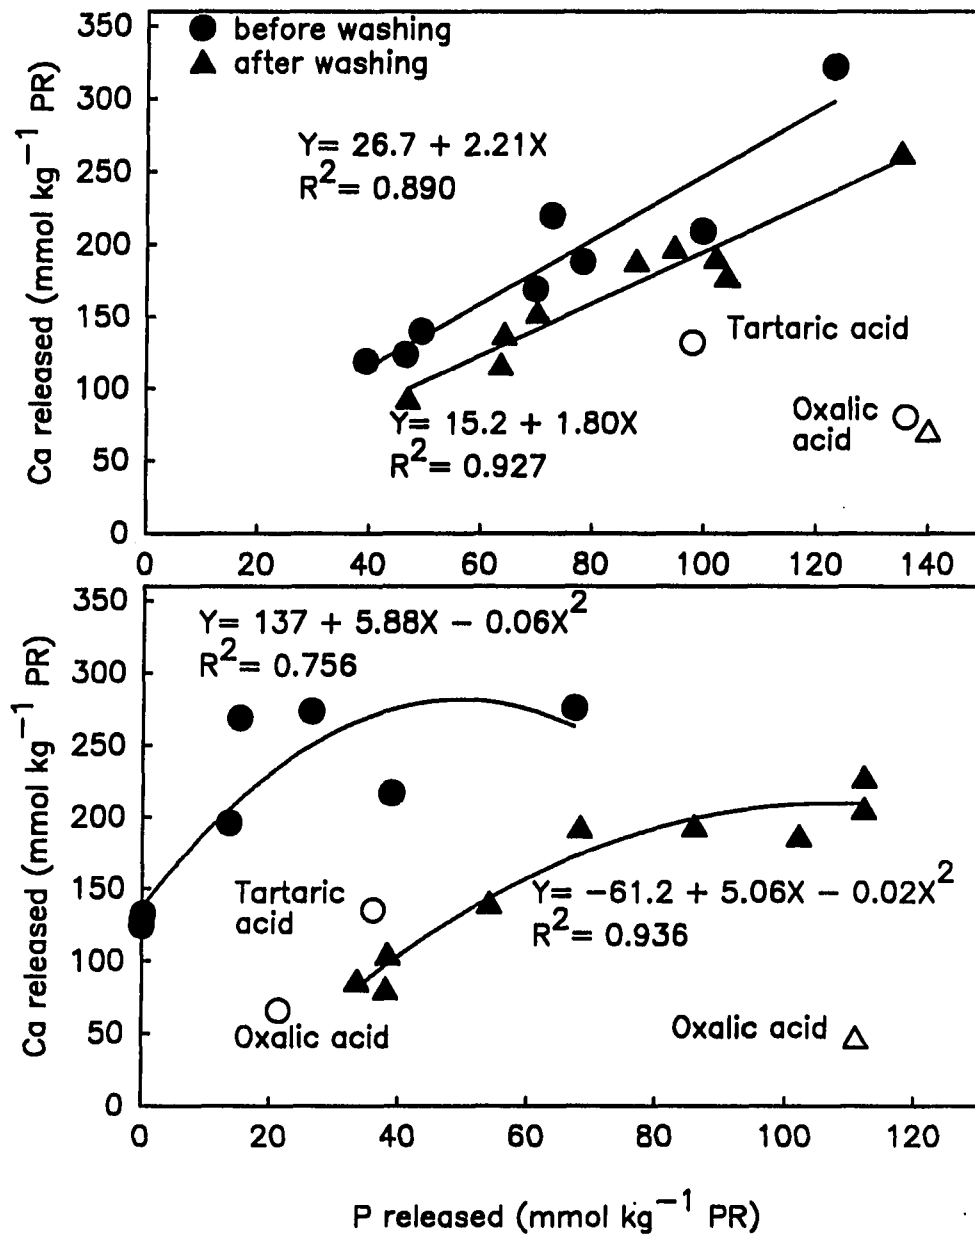 before washing
after washing
350
300
250
200
150
100
50
0
Ca released (mmol kg⁻¹ PR)
Y= 26.7 + 2.21X
R²= 0.890
Tartaric acid
Oxalic
acid
Y= 15.2 + 1.80X
R²= 0.927
0 20 40 60 80 100 120 140
350
300
250
200
150
100
50
0
Ca released (mmol kg⁻¹ PR)
Y= 137 + 5.88X − 0.06X²
R²= 0.756
Tartaric
acid
Y= −61.2 + 5.06X − 0.02X²
R²= 0.936
Oxalic acid
Oxalic acid
0 20 40 60 80 100 120
P released (mmol kg⁻¹ PR)